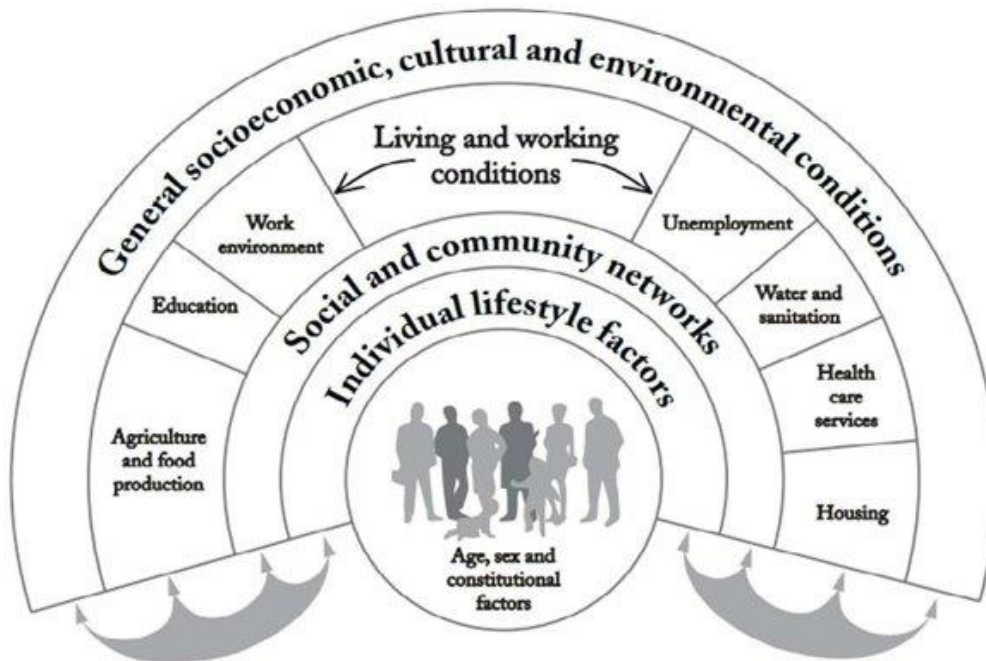 General socioeconomic, cultural and environmental conditions
Living and working
conditions
Work
environment
Unemployment
Education
Water and
sanitation
Agriculture
and food
production
Health
care
services
Housing
Social and community networks
Individual lifestyle factors
Age, sex and
constitutional
factors